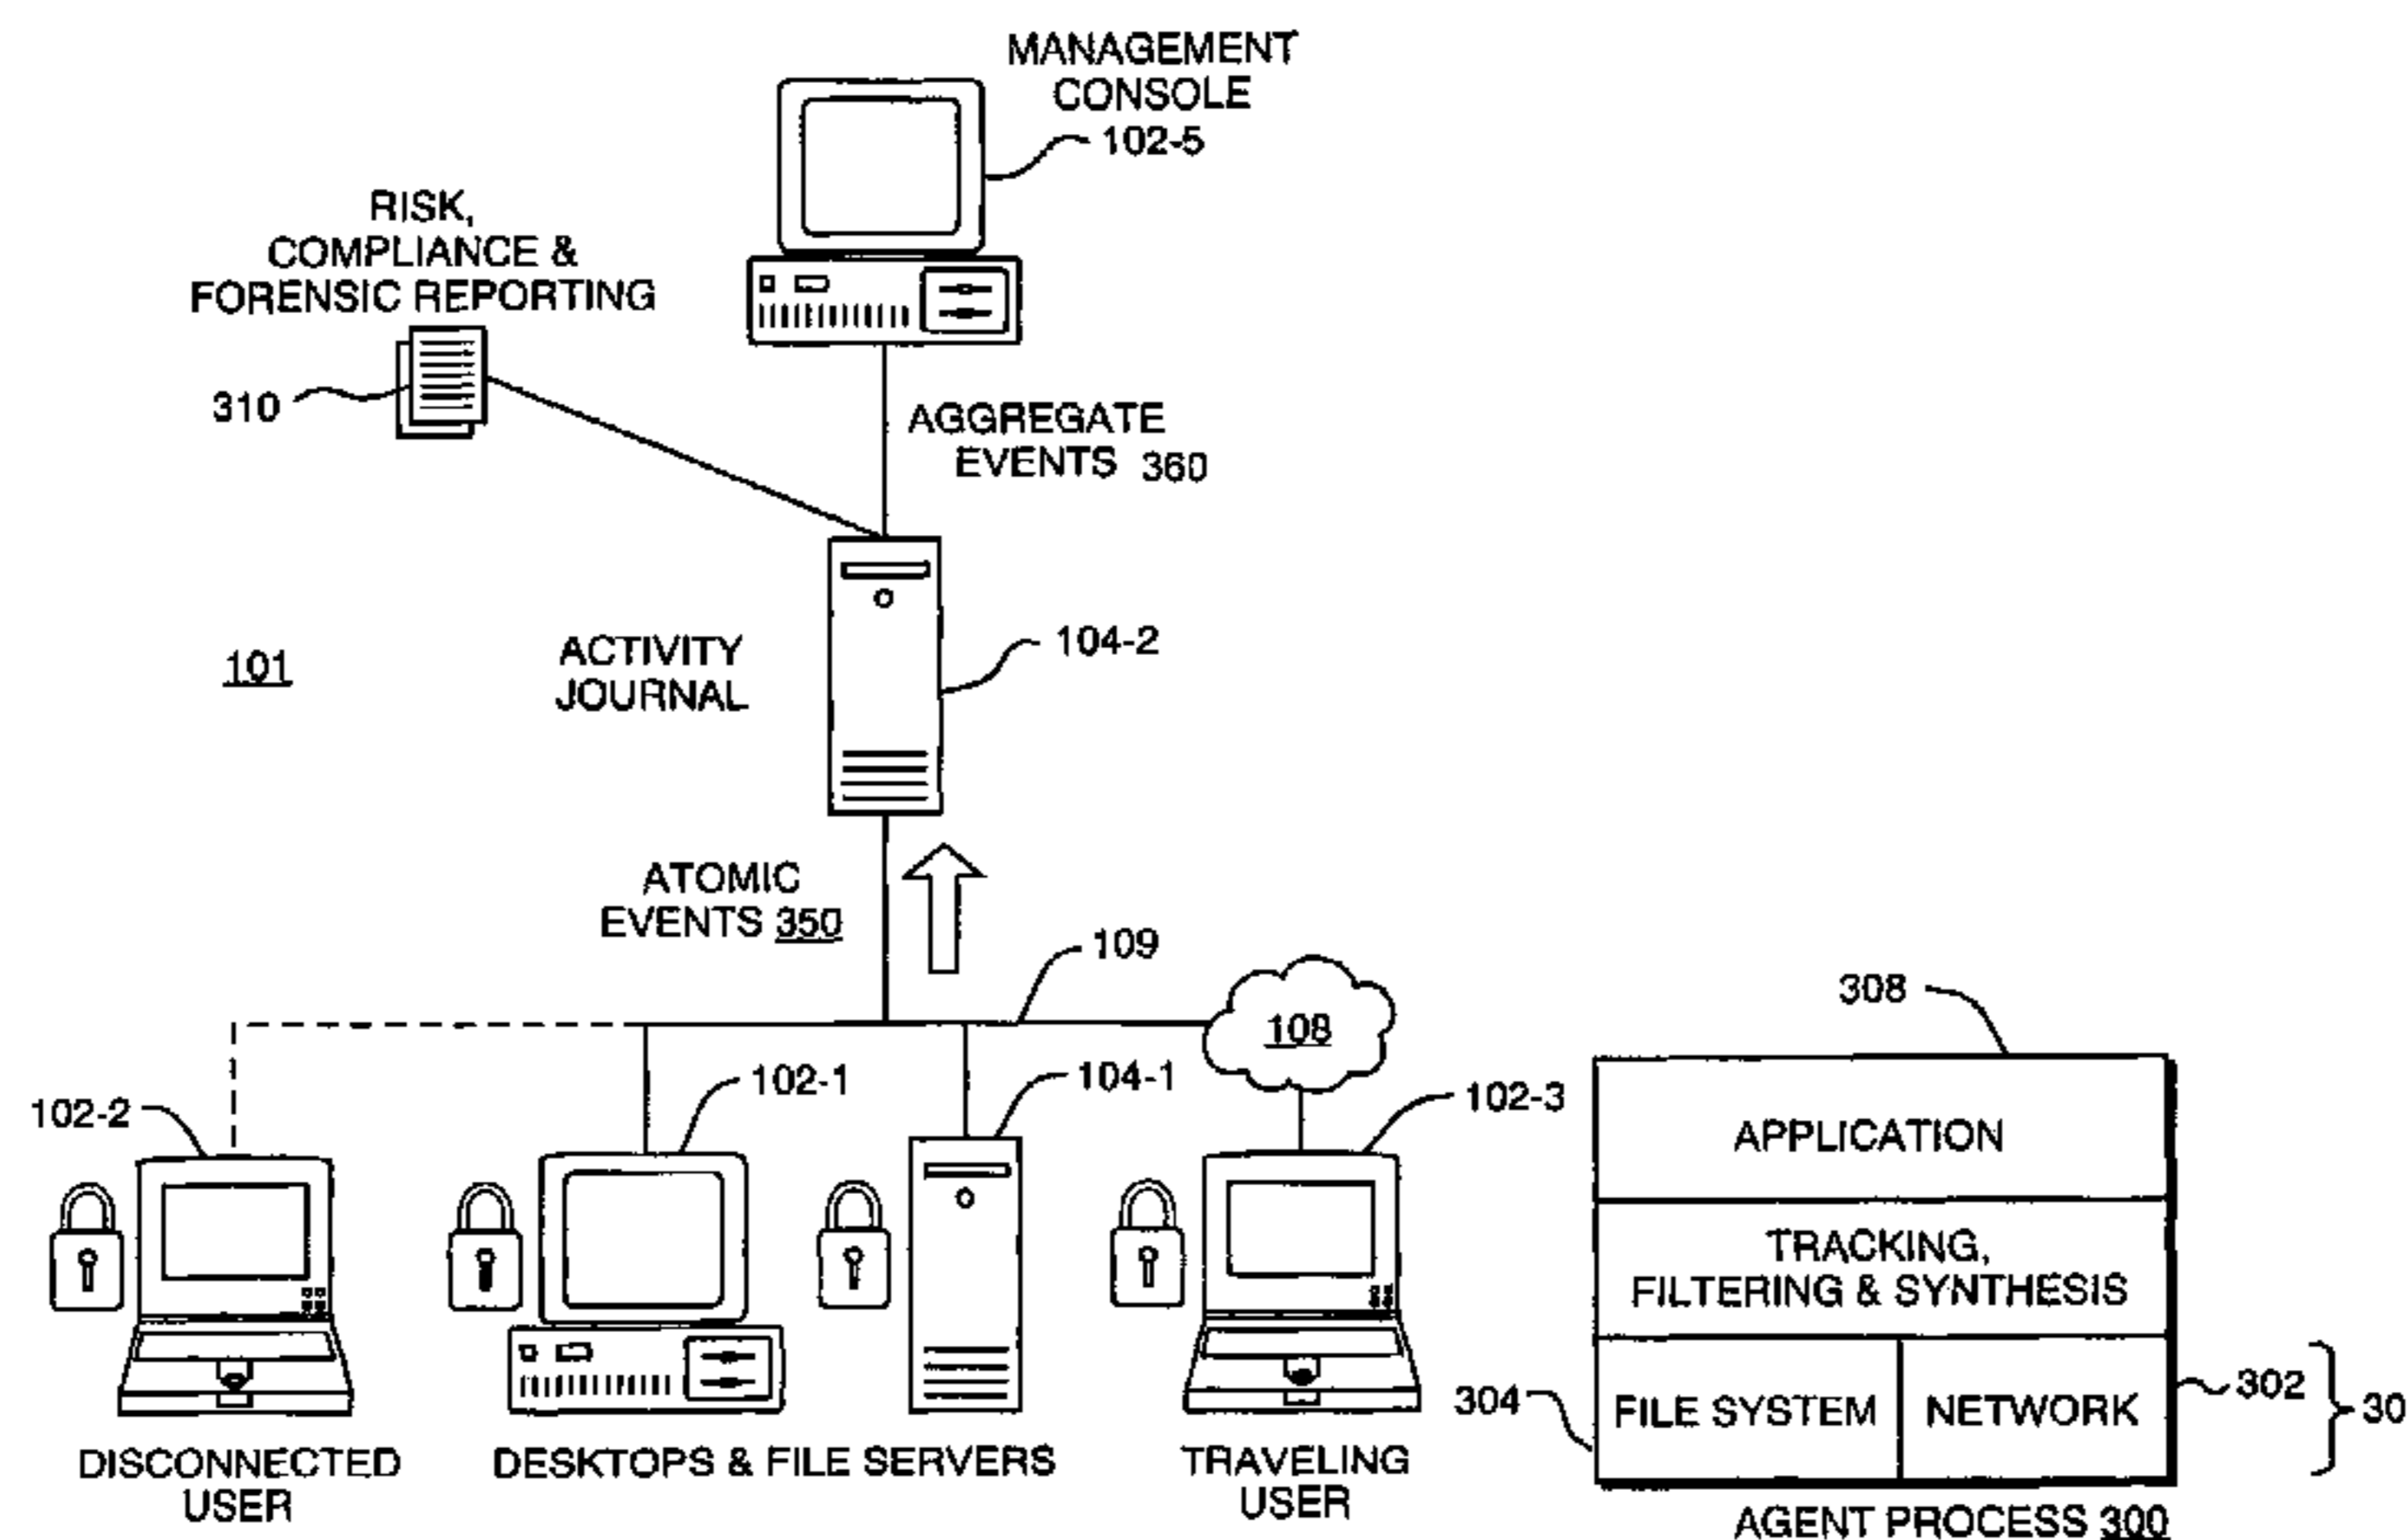 MANAGEMENT
CONSOLE
102-5
RISK,
COMPLIANCE &
FORENSIC REPORTING
310
AGGREGATE
EVENTS 360
101
ACTIVITY
JOURNAL
104-2
ATOMIC
EVENTS 350
109
108
102-2
102-1
104-1
102-3
DISCONNECTED
USER
DESKTOPS & FILE SERVERS
TRAVELING
USER
308
APPLICATION
TRACKING,
FILTERING & SYNTHESIS
304
FILE SYSTEM
NETWORK
302
30
AGENT PROCESS 300